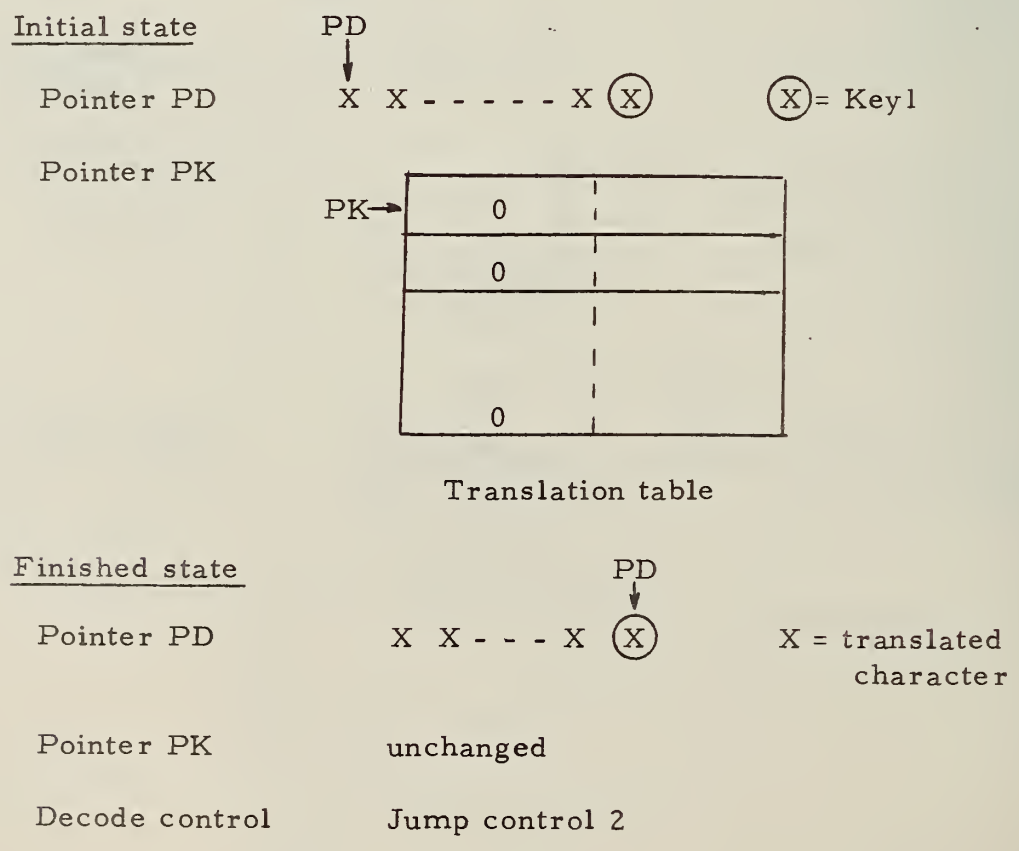 Initial state
PD
Pointer PD X X - - - - - X Ⓧ Ⓧ = Key1
Pointer PK
PK→ 0
0
0
Translation table
Finished state
PD
Pointer PD X X - - - X Ⓧ X = translated
character
Pointer PK unchanged
Decode control Jump control 2